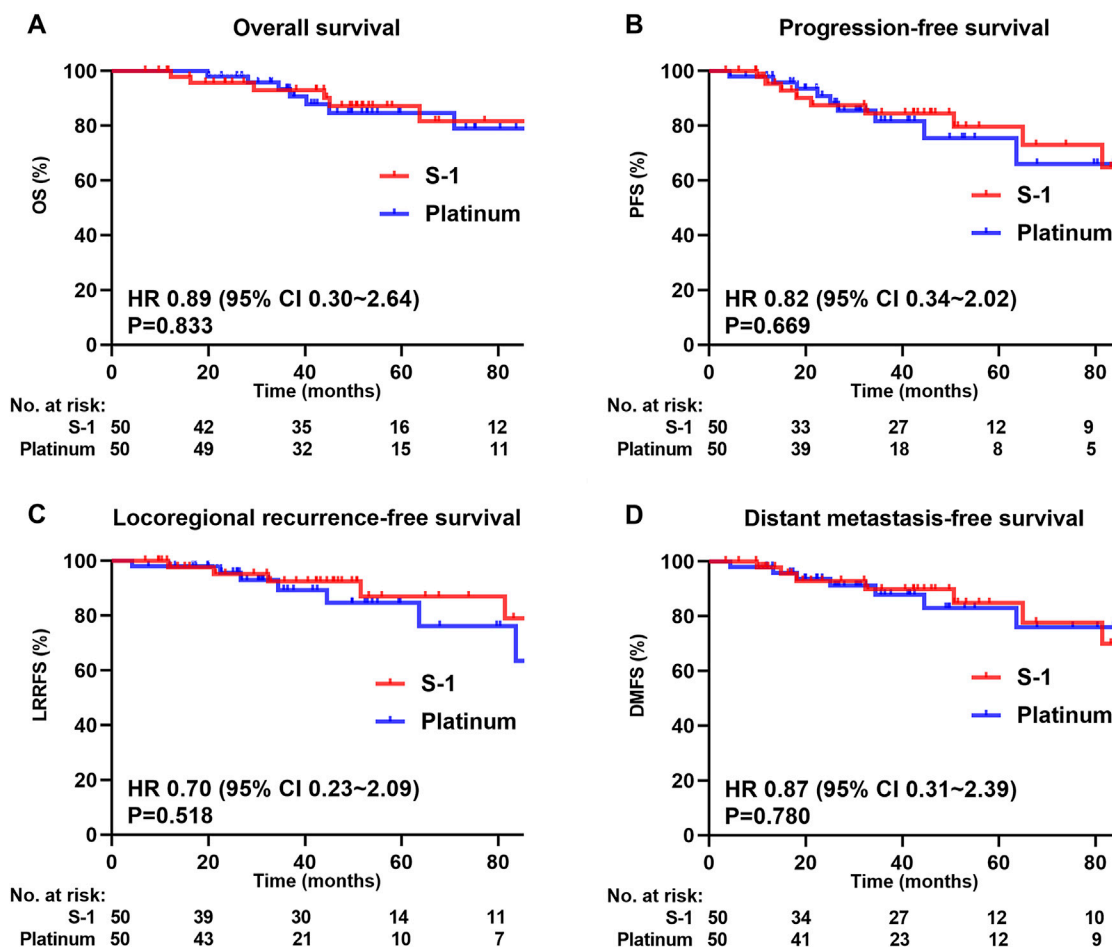 A Overall survival
100
80
60
40
20
0
OS (%)
S-1
Platinum
HR 0.89 (95% CI 0.30~2.64)
P=0.833
0 20 40 60 80
Time (months)
No. at risk:
S-1 50 42 35 16 12
Platinum 50 49 32 15 11
B Progression-free survival
100
80
60
40
20
0
PFS (%)
S-1
Platinum
HR 0.82 (95% CI 0.34~2.02)
P=0.669
0 20 40 60 80
Time (months)
No. at risk:
S-1 50 33 27 12 9
Platinum 50 39 18 8 5
C Locoregional recurrence-free survival
100
80
60
40
20
0
LRRFS (%)
S-1
Platinum
HR 0.70 (95% CI 0.23~2.09)
P=0.518
0 20 40 60 80
Time (months)
No. at risk:
S-1 50 39 30 14 11
Platinum 50 43 21 10 7
D Distant metastasis-free survival
100
80
60
40
20
0
DMFS (%)
S-1
Platinum
HR 0.87 (95% CI 0.31~2.39)
P=0.780
0 20 40 60 80
Time (months)
No. at risk:
S-1 50 34 27 12 10
Platinum 50 41 23 12 9